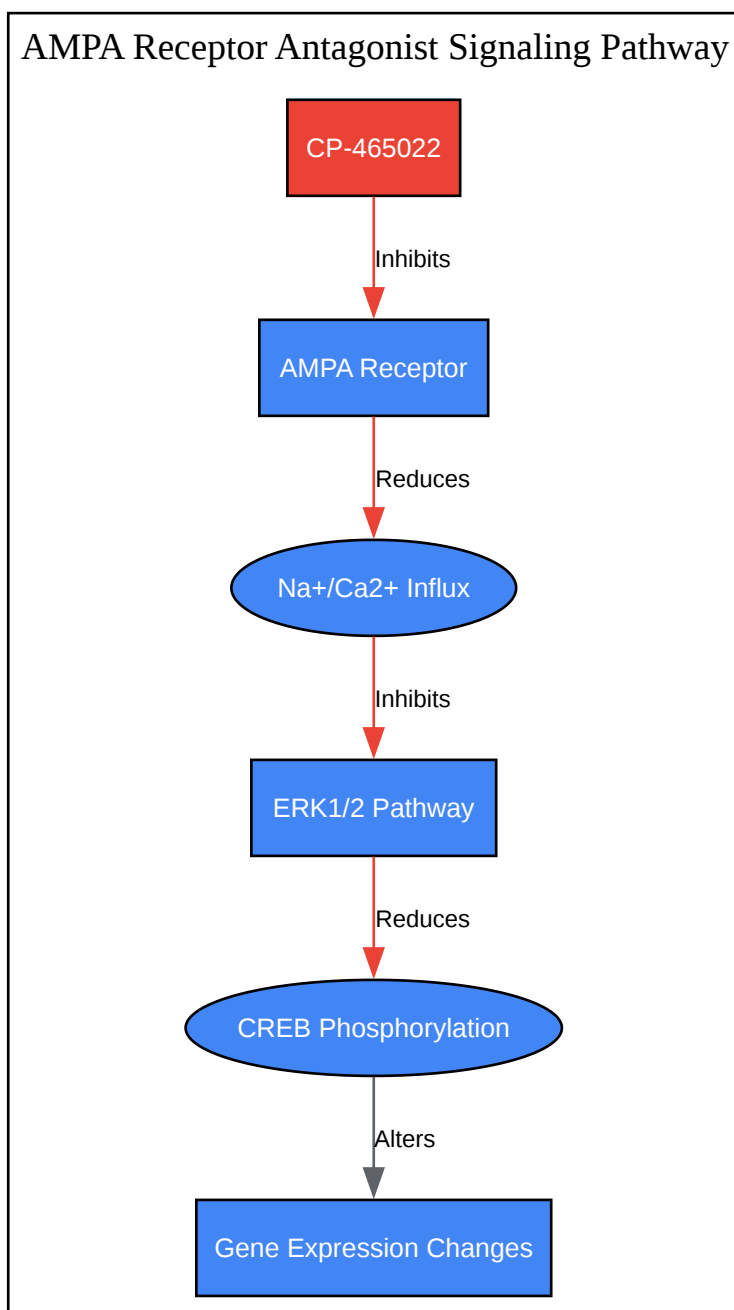 AMPA Receptor Antagonist Signaling Pathway
CP-465022
Inhibits
AMPA Receptor
Reduces
Na+/Ca2+ Influx
Inhibits
ERK1/2 Pathway
Reduces
CREB Phosphorylation
Alters
Gene Expression Changes